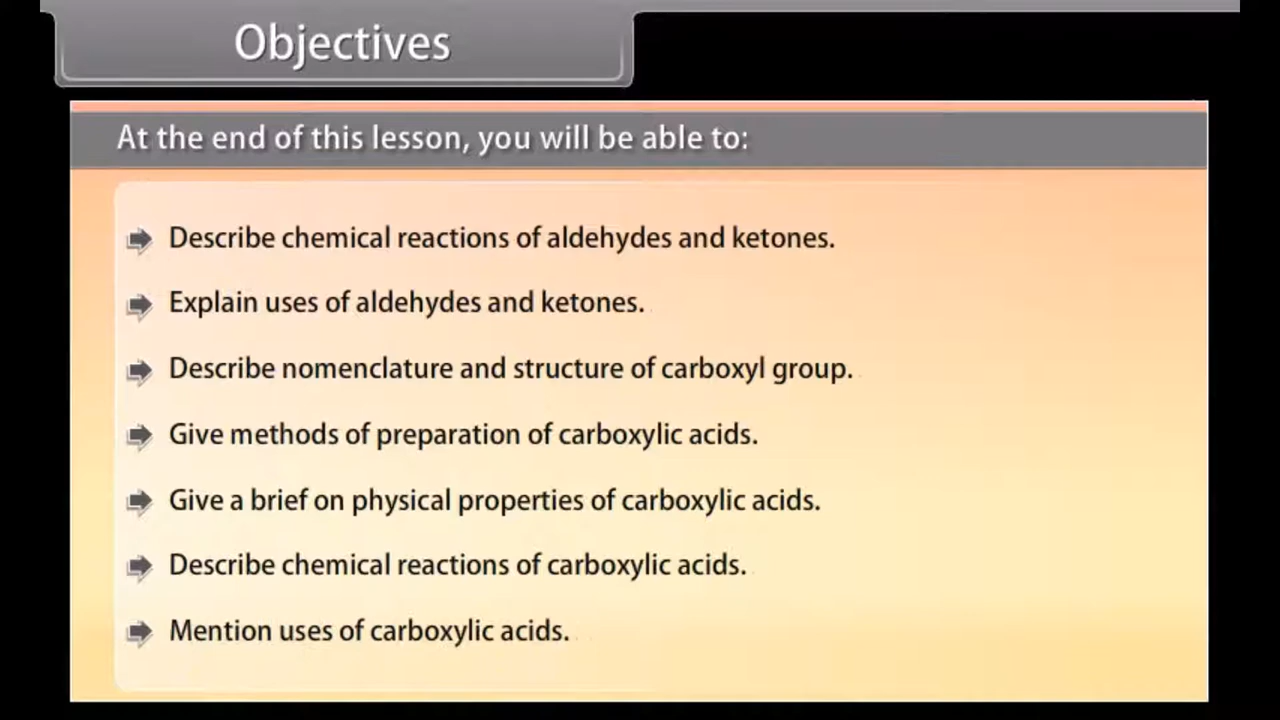 Objectives
At the end of this lesson, you will be able to:
Describe chemical reactions of aldehydes and ketones.
Explain uses of aldehydes and ketones.
Describe nomenclature and structure of carboxyl group.
Give methods of preparation of carboxylic acids.
Give a brief on physical properties of carboxylic acids.
Describe chemical reactions of carboxylic acids.
Mention uses of carboxylic acids.